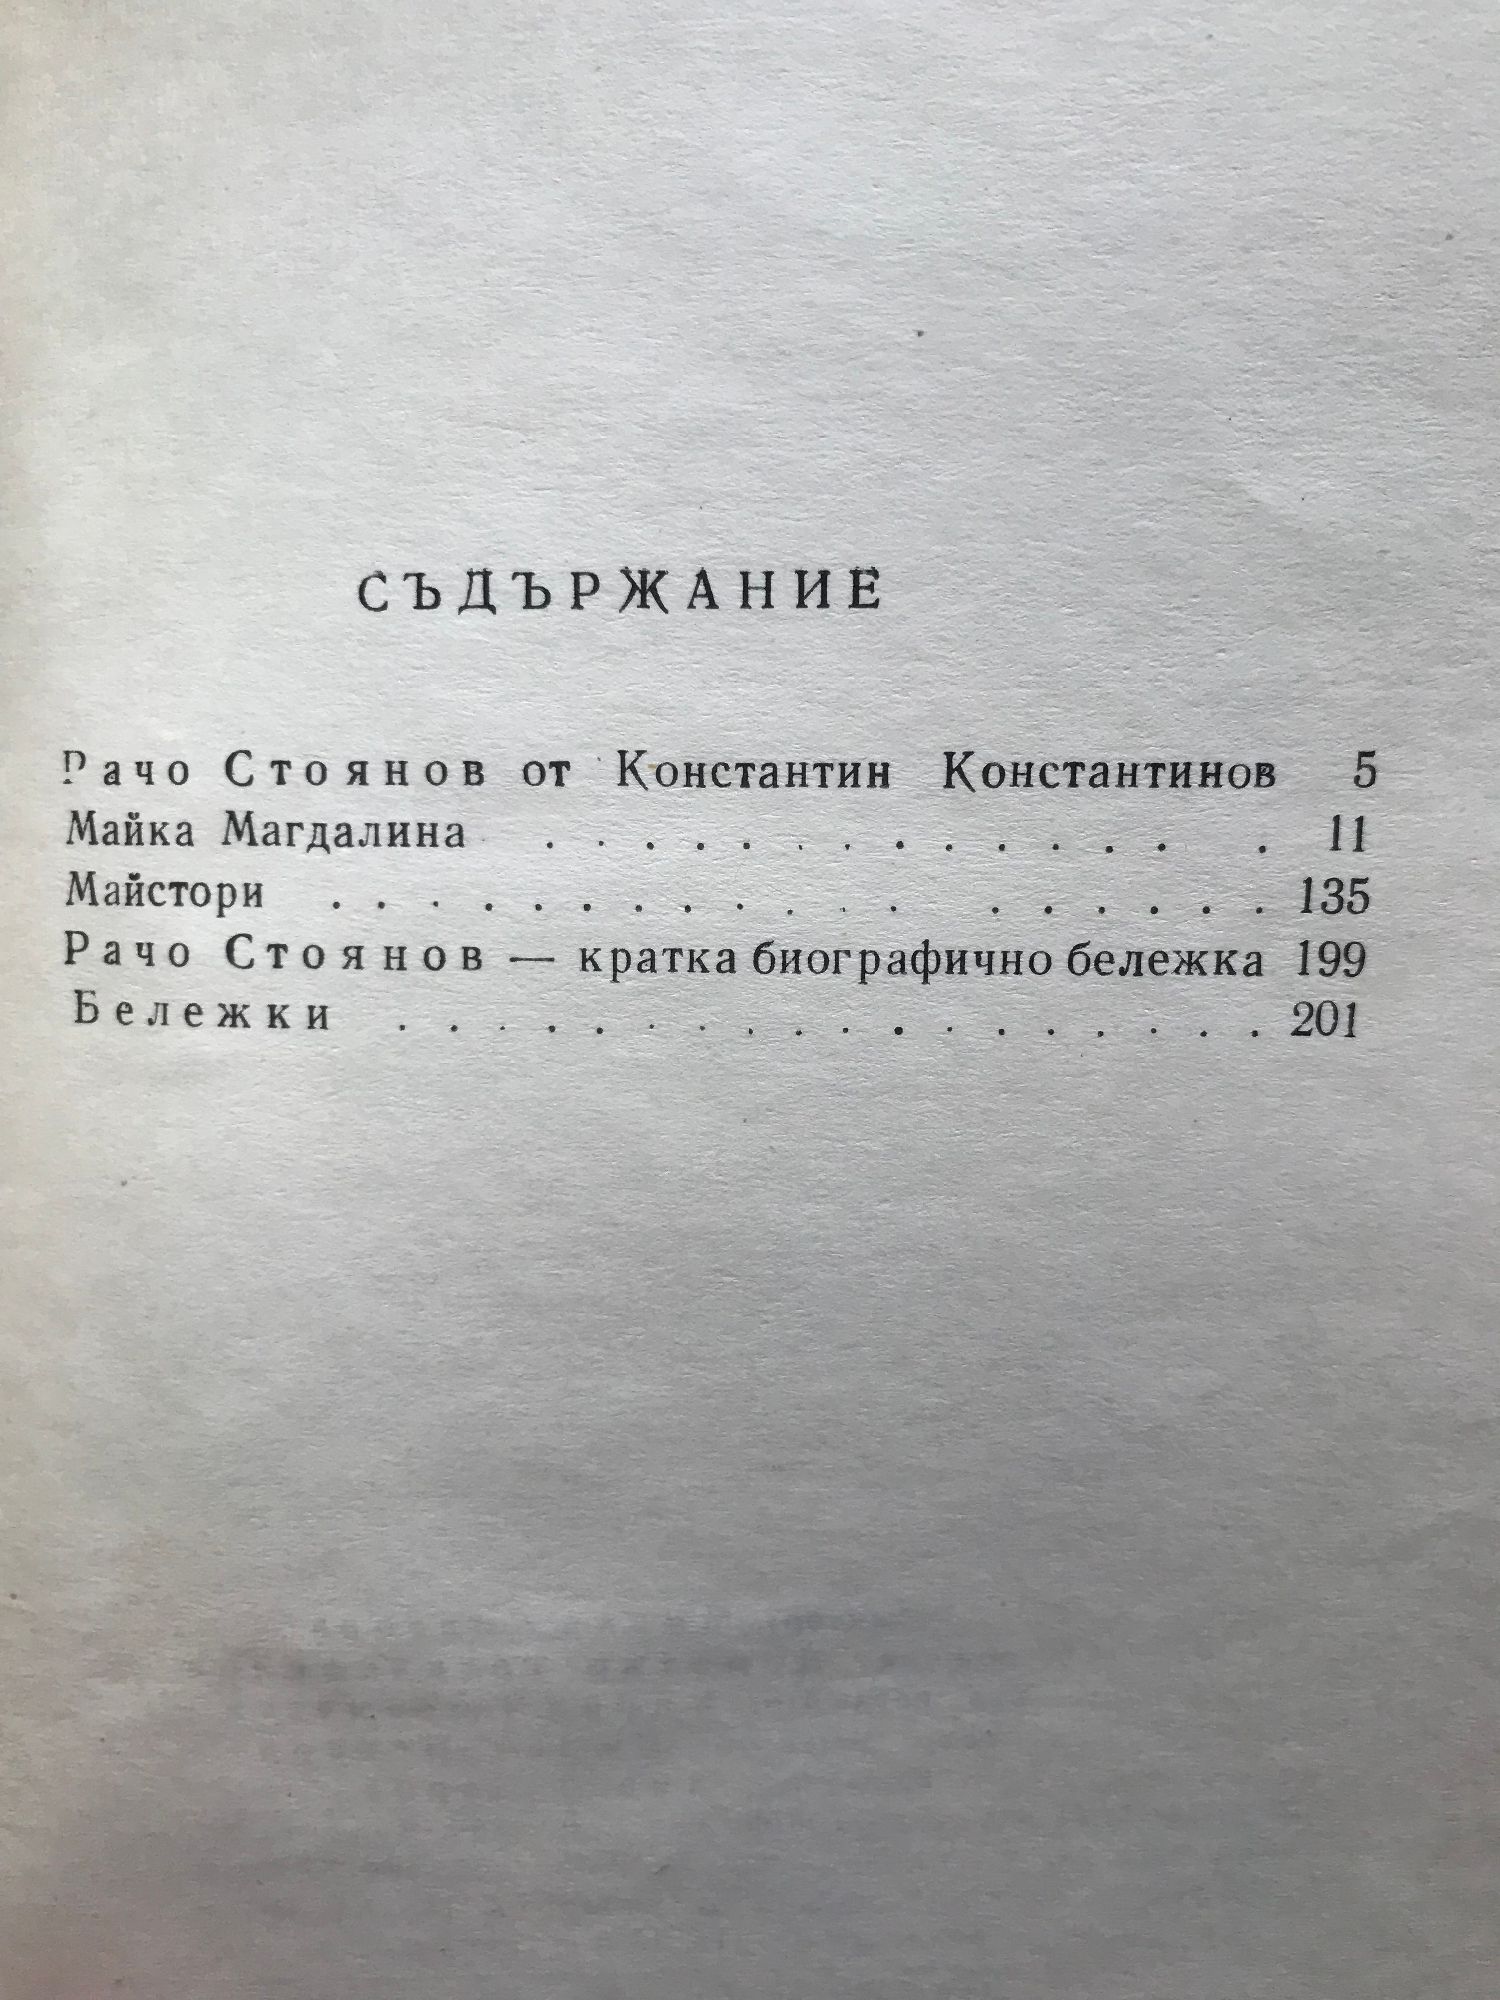 СЪДЪРЖАНИЕ
Рачо Стоянов от Константин Константинов 5
Майка Магдалина . . . . . . . . . . . . . . 11
Майстори . . . . . . . . . . . . . . . . . . 135
Рачо Стоянов — кратка биографично бележка 199
Бележки . . . . . . . . . . . . . . . . . . 201